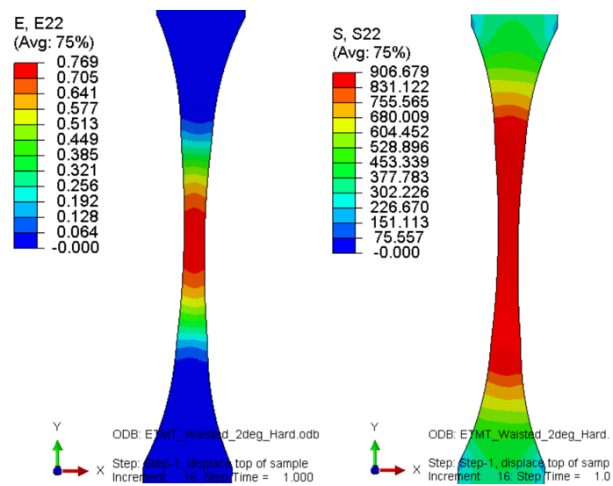 E, E22
(Avg: 75%)
0.769
0.705
0.641
0.577
0.513
0.449
0.385
0.321
0.256
0.192
0.128
0.064
-0.000
Y
X
ODB: ETMT_Waisted_2deg_Hard.odb
Step: Step-1, displace top of sample
Increment 16: Step Time = 1.000
S, S22
(Avg: 75%)
906.679
831.122
755.565
680.009
604.452
528.896
453.339
377.783
302.226
226.670
151.113
75.557
-0.000
Y
X
ODB: ETMT_Waisted_2deg_Hard.
Step: Step-1, displace top of samp
Increment 16: Step Time = 1.0